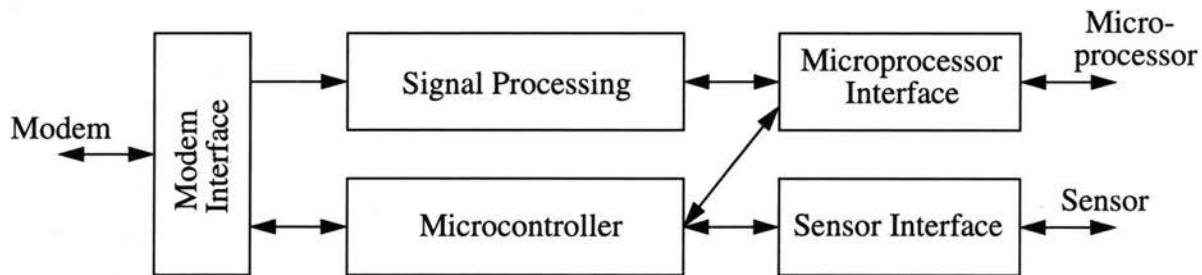 Modem
Modem
Interface
Signal Processing
Microcontroller
Microprocessor
Interface
Sensor Interface
Micro-
processor
Sensor